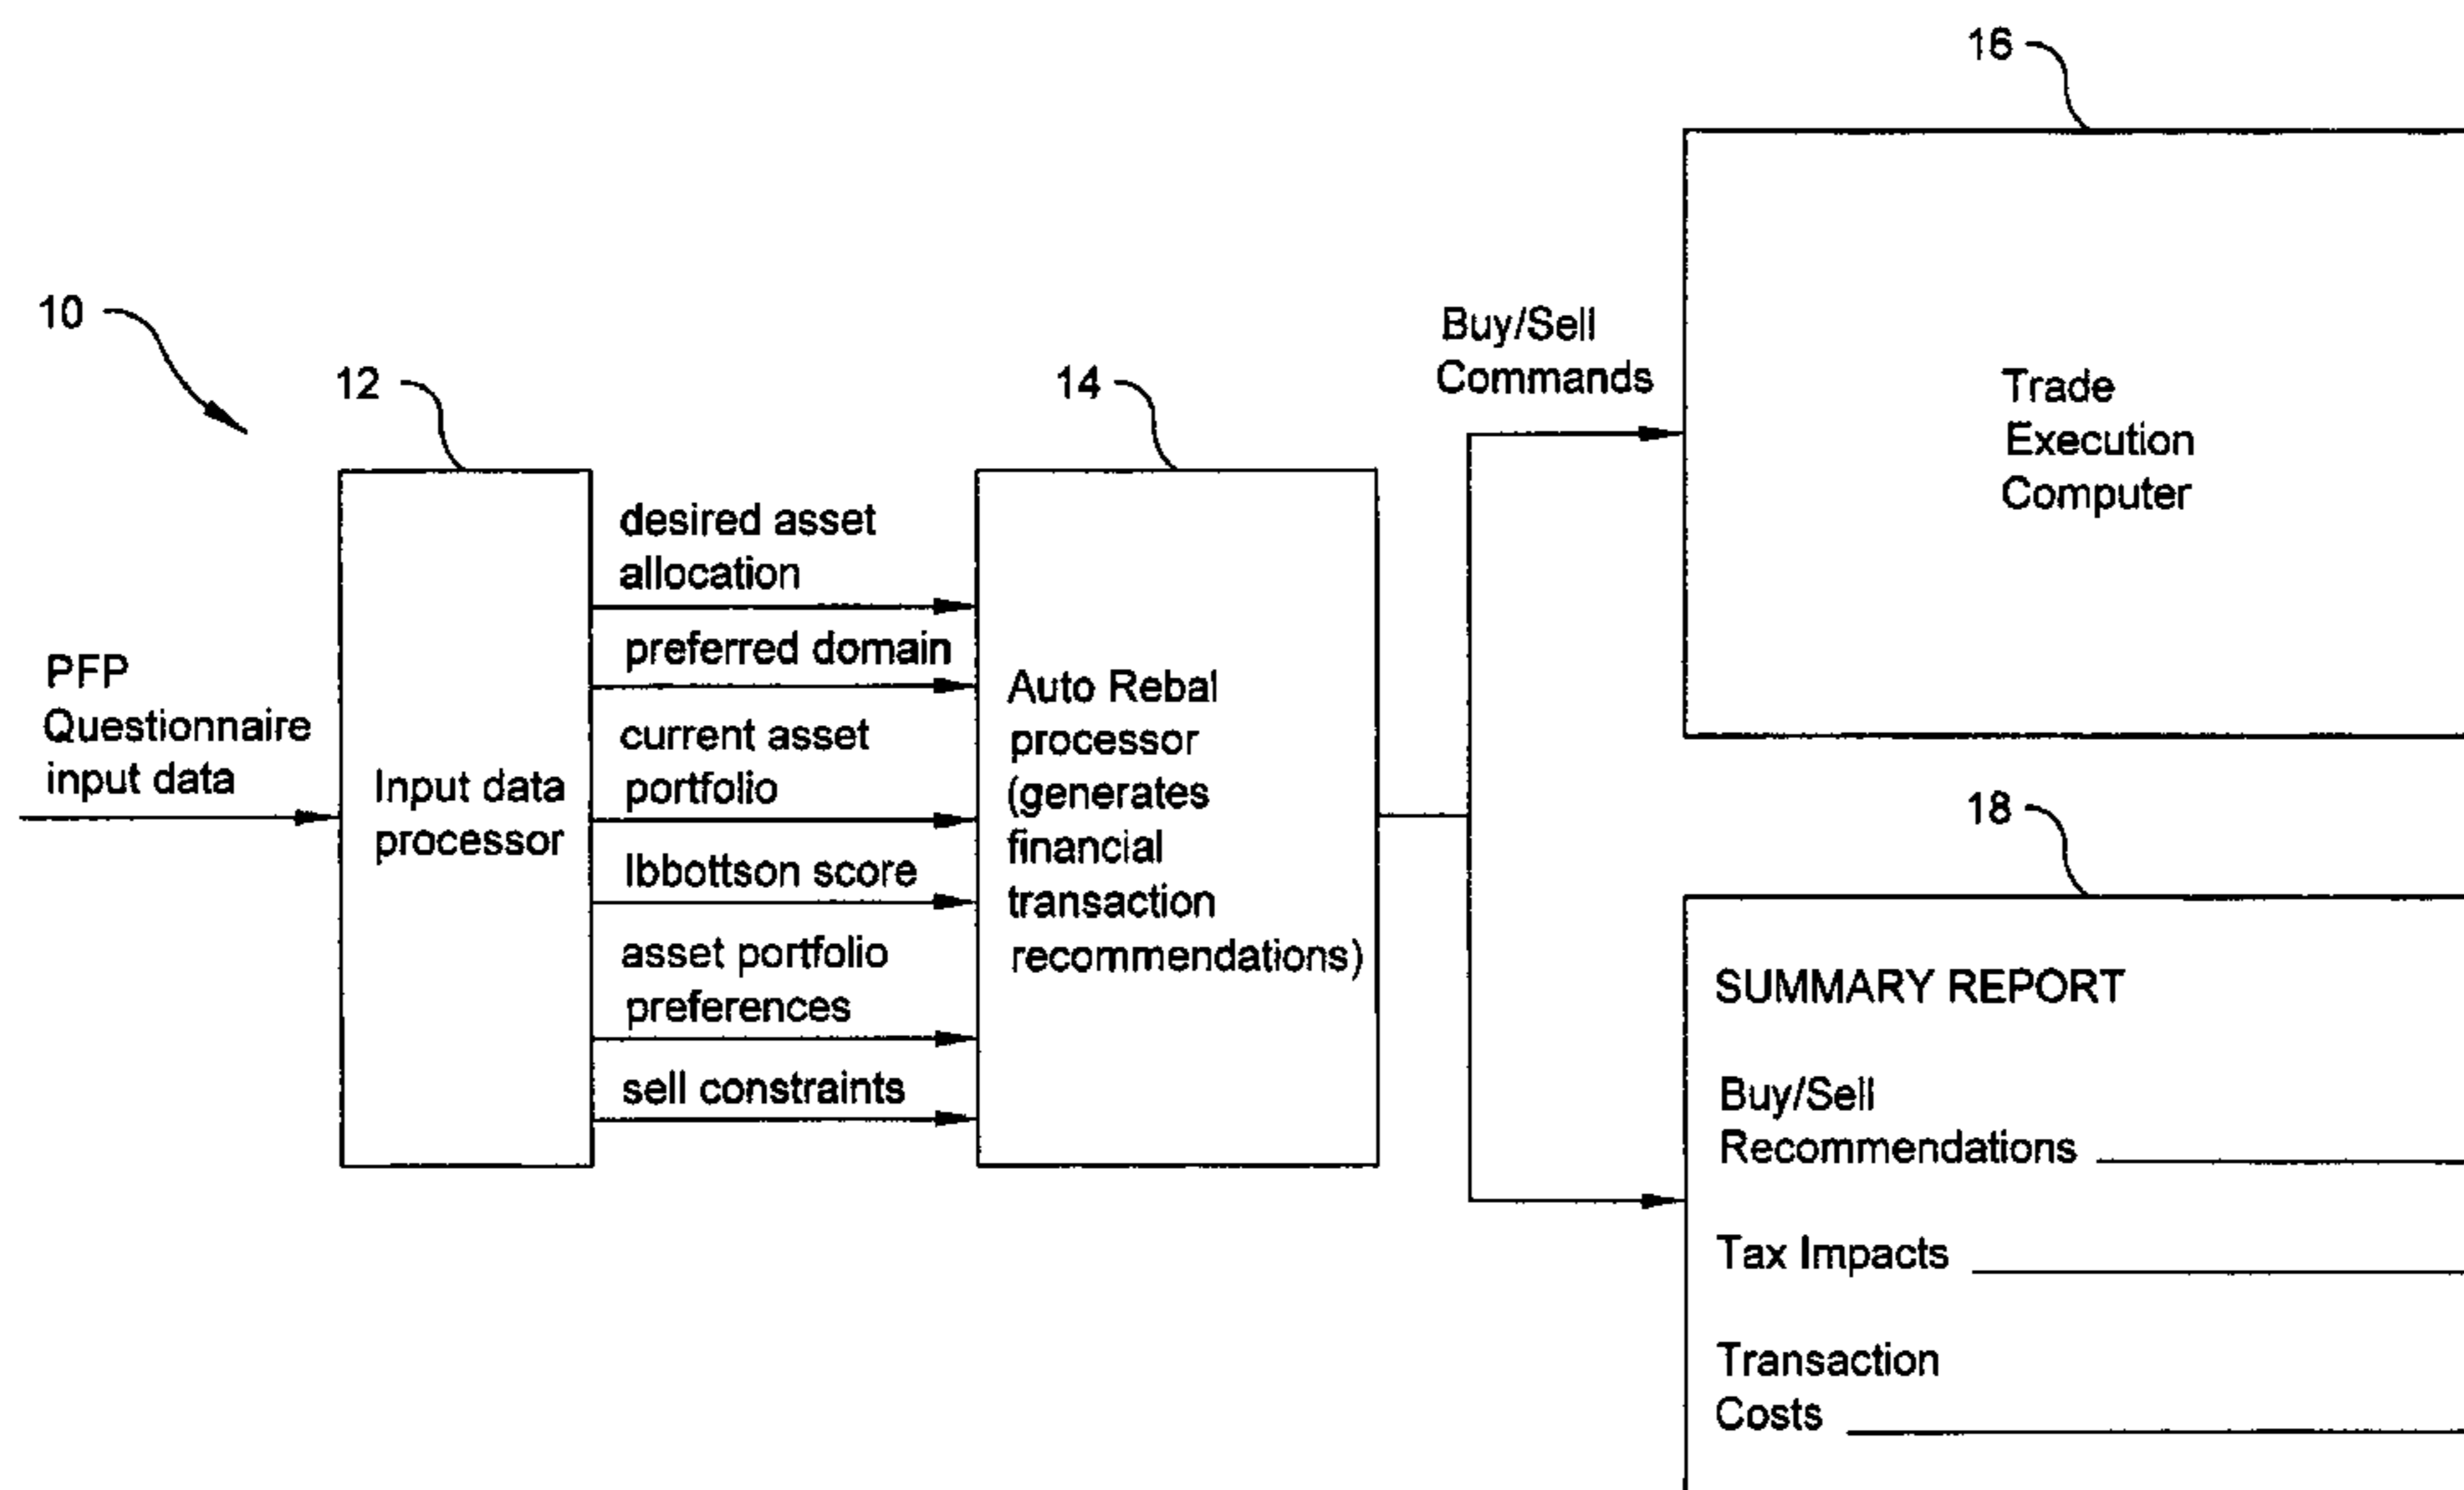 16
10
12
14
Buy/Sell
Commands
Trade
Execution
Computer
PFP
Questionnaire
input data
Input data
processor
desired asset
allocation
preferred domain
current asset
portfolio
Ibbottson score
asset portfolio
preferences
sell constraints
Auto Rebal
processor
(generates
financial
transaction
recommendations)
18
SUMMARY REPORT
Buy/Sell
Recommendations
Tax Impacts
Transaction
Costs